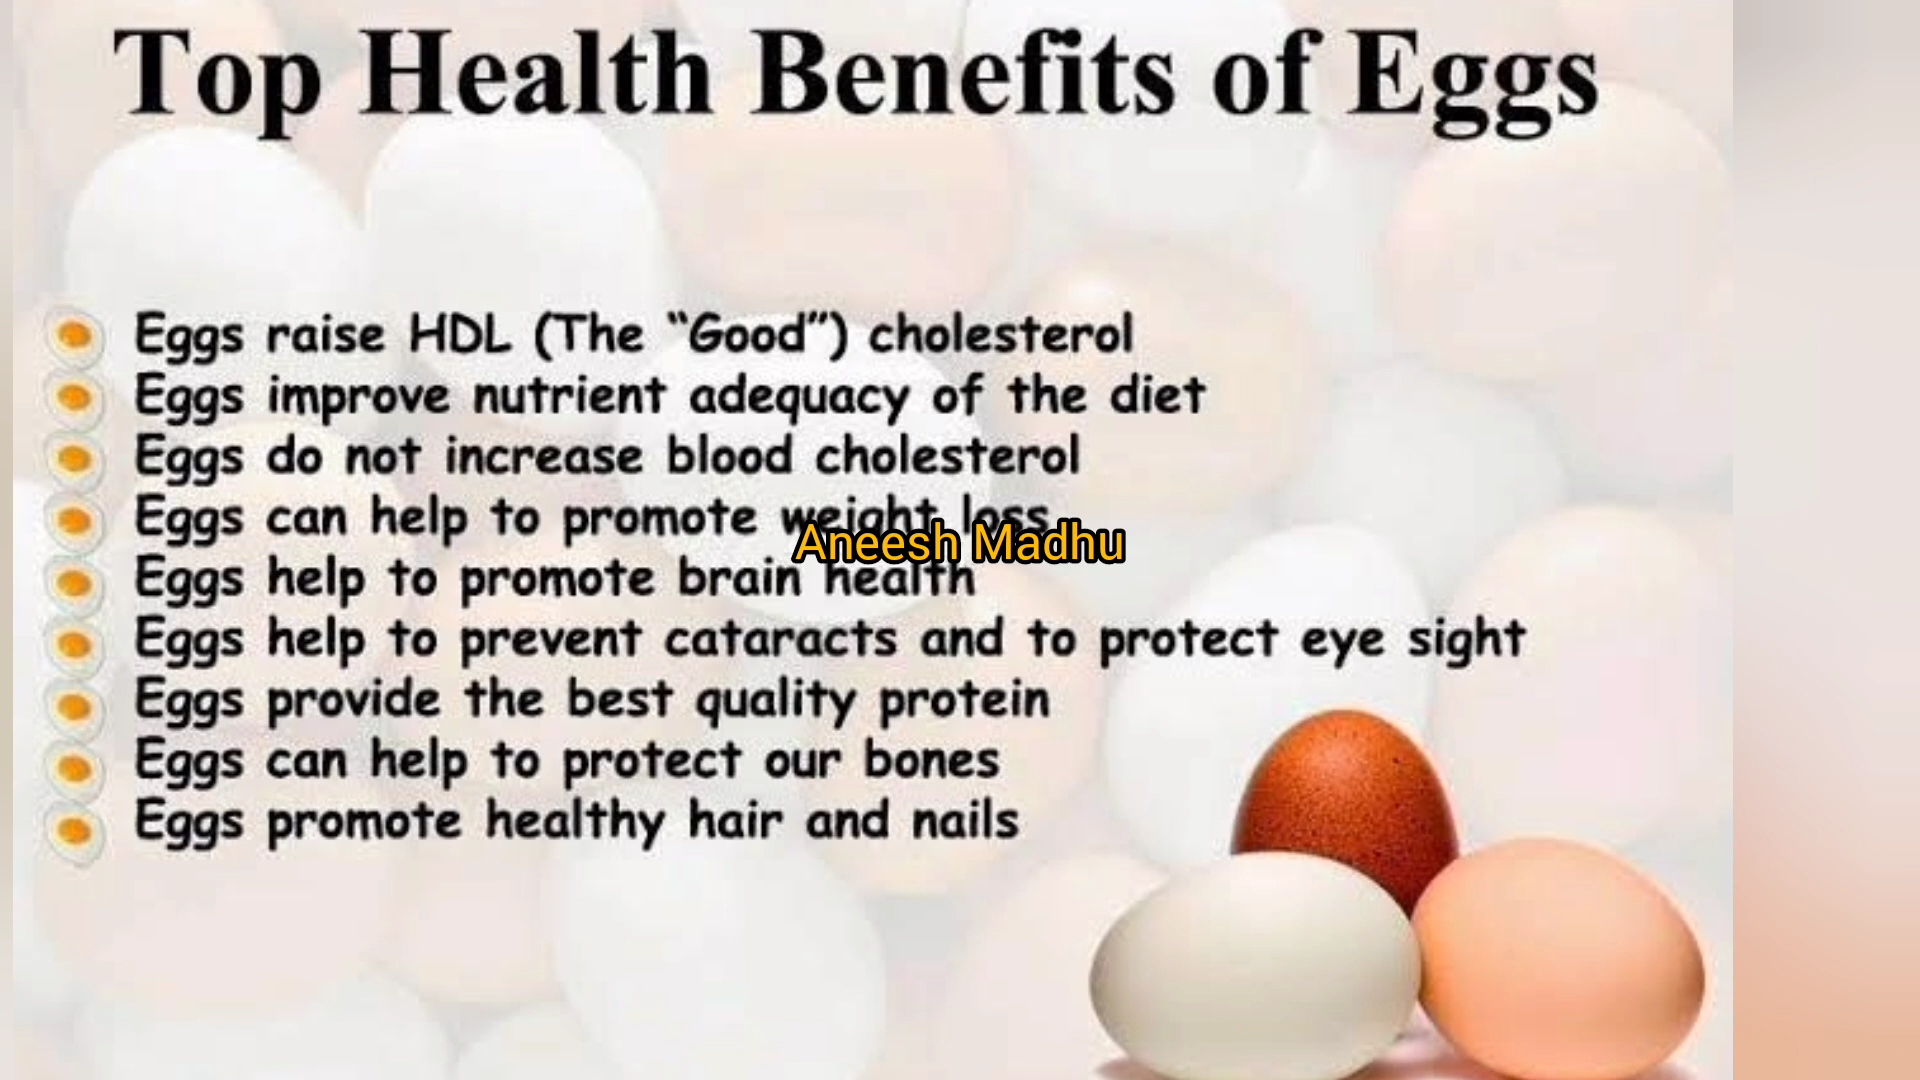 Top Health Benefits of Eggs
Eggs raise HDL (The “Good”) cholesterol
Eggs improve nutrient adequacy of the diet
Eggs do not increase blood cholesterol
Eggs can help to promote weight loss
Aneesh Madhu
Eggs help to promote brain health
Eggs help to prevent cataracts and to protect eye sight
Eggs provide the best quality protein
Eggs can help to protect our bones
Eggs promote healthy hair and nails